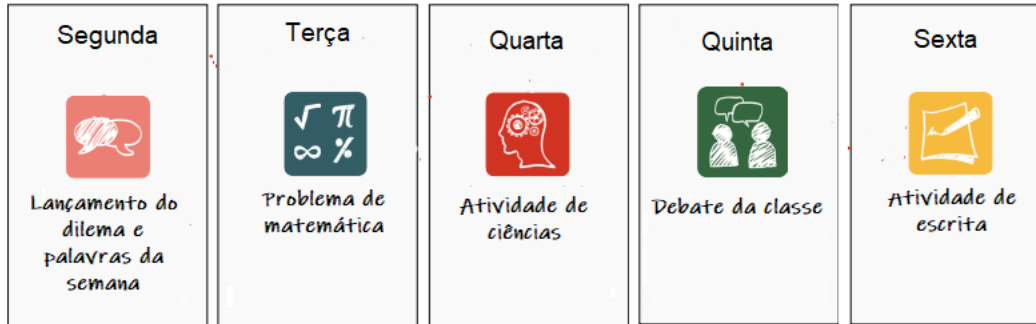 Segunda
Lançamento do
dilema e
palavras da
semana
Terça
√ π
∞ %
Problema de
matemática
Quarta
Atividade de
ciências
Quinta
Debate da classe
Sexta
Atividade de
escrita